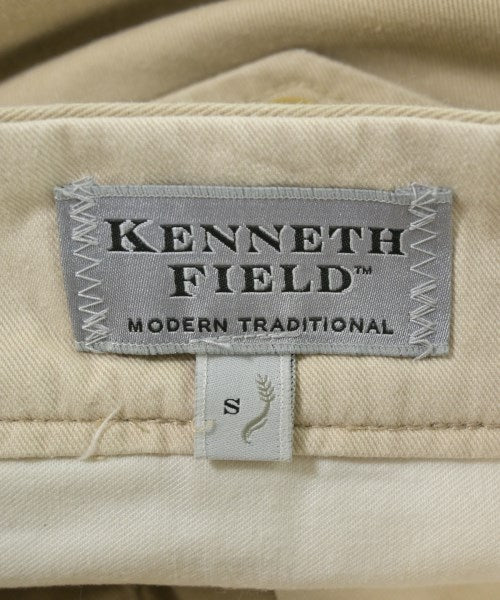 KENNETH
FIELD™
MODERN TRADITIONAL
S